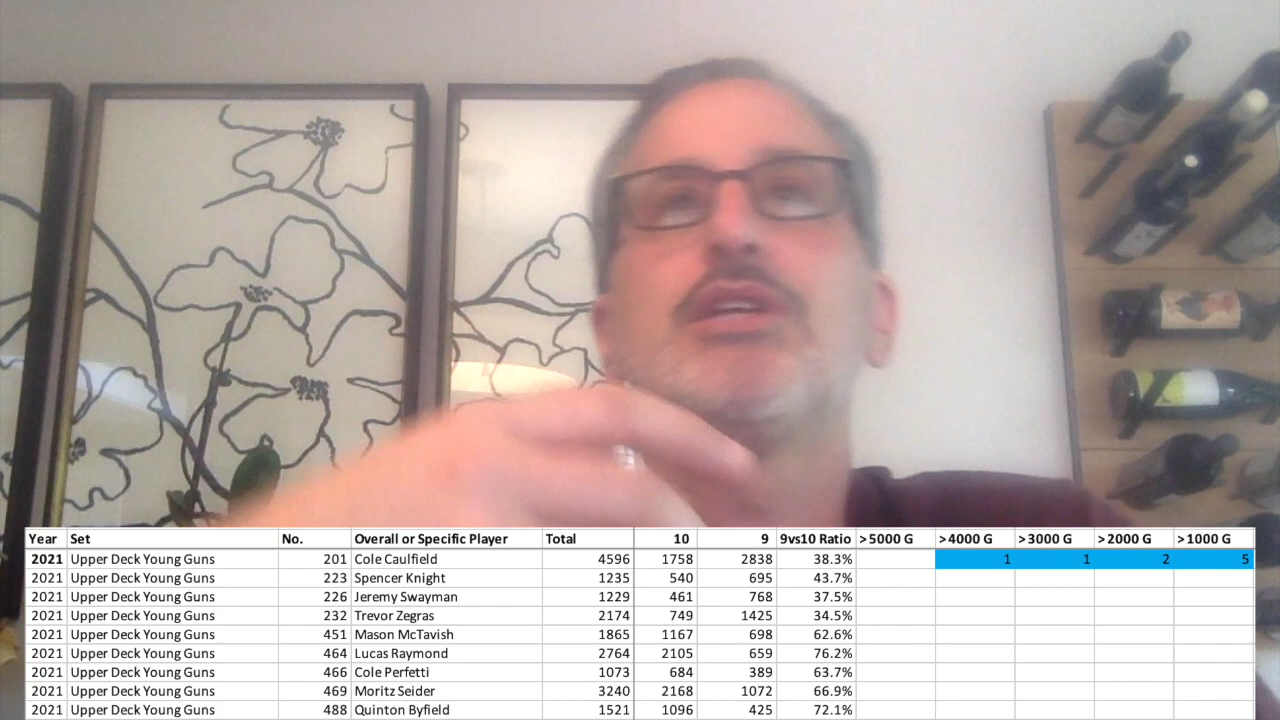 Year Set No. Overall or Specific Player Total 10 9 9vs10 Ratio >5000 G >4000 G >3000 G >2000 G >1000 G
2021 Upper Deck Young Guns 201 Cole Caulfield 4596 1758 2838 38.3% 1 1 2 5
2021 Upper Deck Young Guns 223 Spencer Knight 1235 540 695 43.7%
2021 Upper Deck Young Guns 226 Jeremy Swayman 1229 461 768 37.5%
2021 Upper Deck Young Guns 232 Trevor Zegras 2174 749 1425 34.5%
2021 Upper Deck Young Guns 451 Mason McTavish 1865 1167 698 62.6%
2021 Upper Deck Young Guns 464 Lucas Raymond 2764 2105 659 76.2%
2021 Upper Deck Young Guns 466 Cole Perfetti 1073 684 389 63.7%
2021 Upper Deck Young Guns 469 Moritz Seider 3240 2168 1072 66.9%
2021 Upper Deck Young Guns 488 Quinton Byfield 1521 1096 425 72.1%